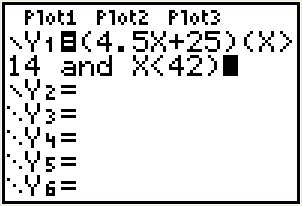 Plot1 Plot2 Plot3
\Y1=(4.5X+25)(X>
14 and X<42)
\Y2=
\Y3=
\Y4=
\Y5=
\Y6=